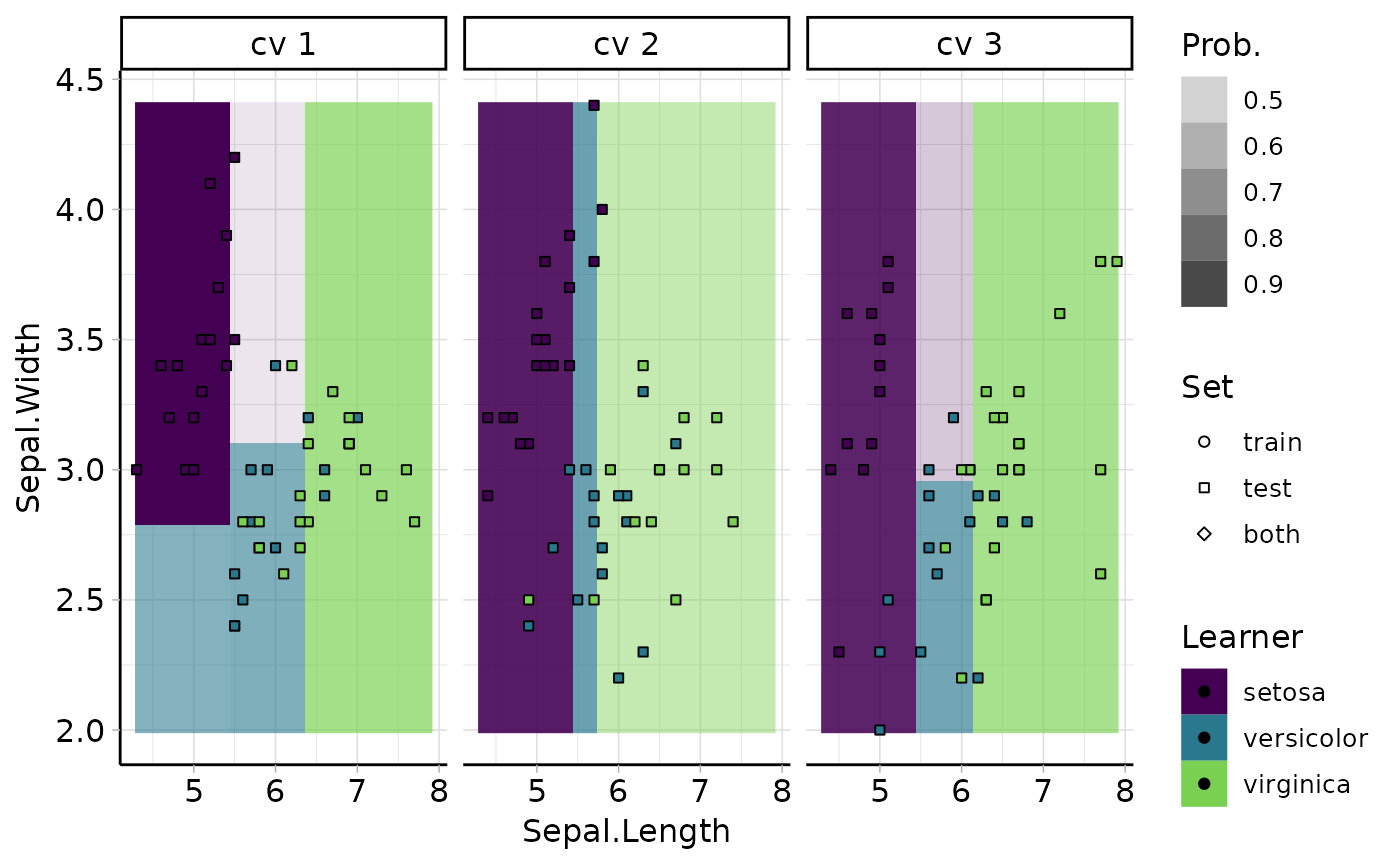 cv 1
cv 2
cv 3
4.5
4.0
3.5
3.0
2.5
2.0
Sepal.Width
5 6 7 8
5 6 7 8
5 6 7 8
Sepal.Length
Prob.
0.5
0.6
0.7
0.8
0.9
Set
train
test
both
Learner
setosa
versicolor
virginica